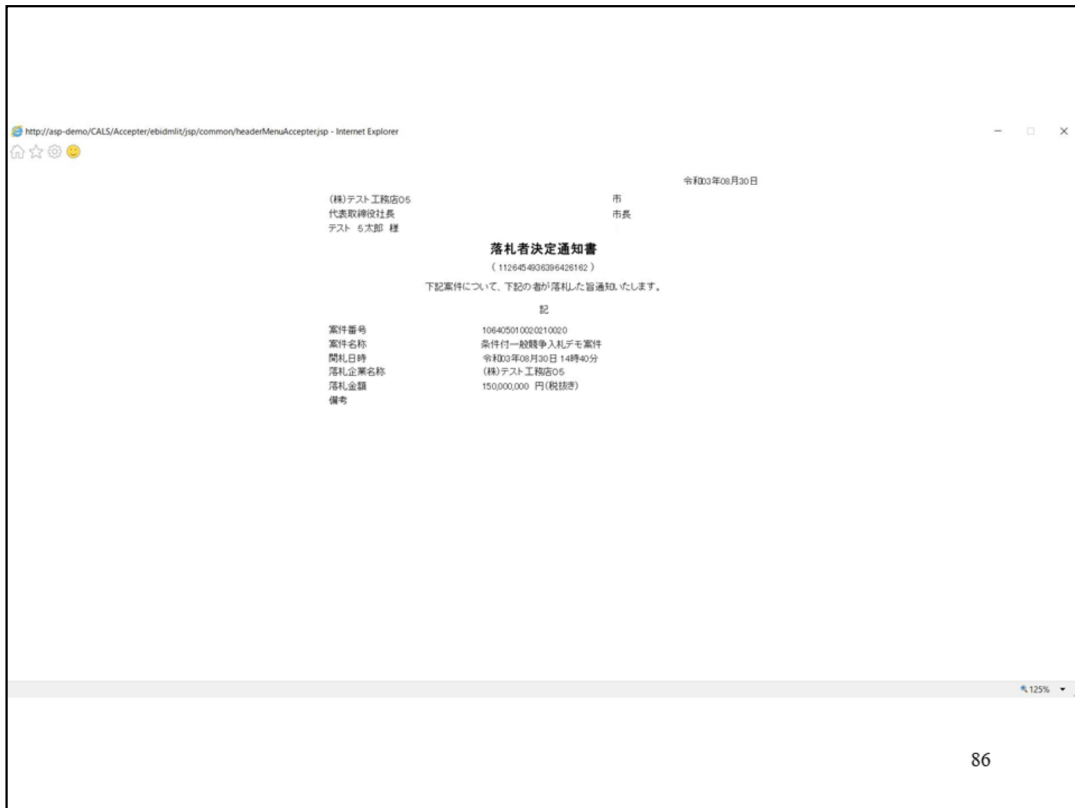 http://asp-demo/CALS/Accepter/ebidmlit/jsp/common/headerMenuAccepter.jsp - Internet Explorer
令和03年08月30日
(株)テスト工務店05 市
代表取締役社長 市長
テスト 5太郎 様
落札者決定通知書
( 1126454936396426162 )
下記案件について、下記の者が落札した旨通知いたします。
記
案件番号 106405010020210020
案件名称 条件付一般競争入札デモ案件
開札日時 令和03年08月30日 14時40分
落札企業名称 (株)テスト工務店05
落札金額 150,000,000 円(税抜き)
備考
125%
86